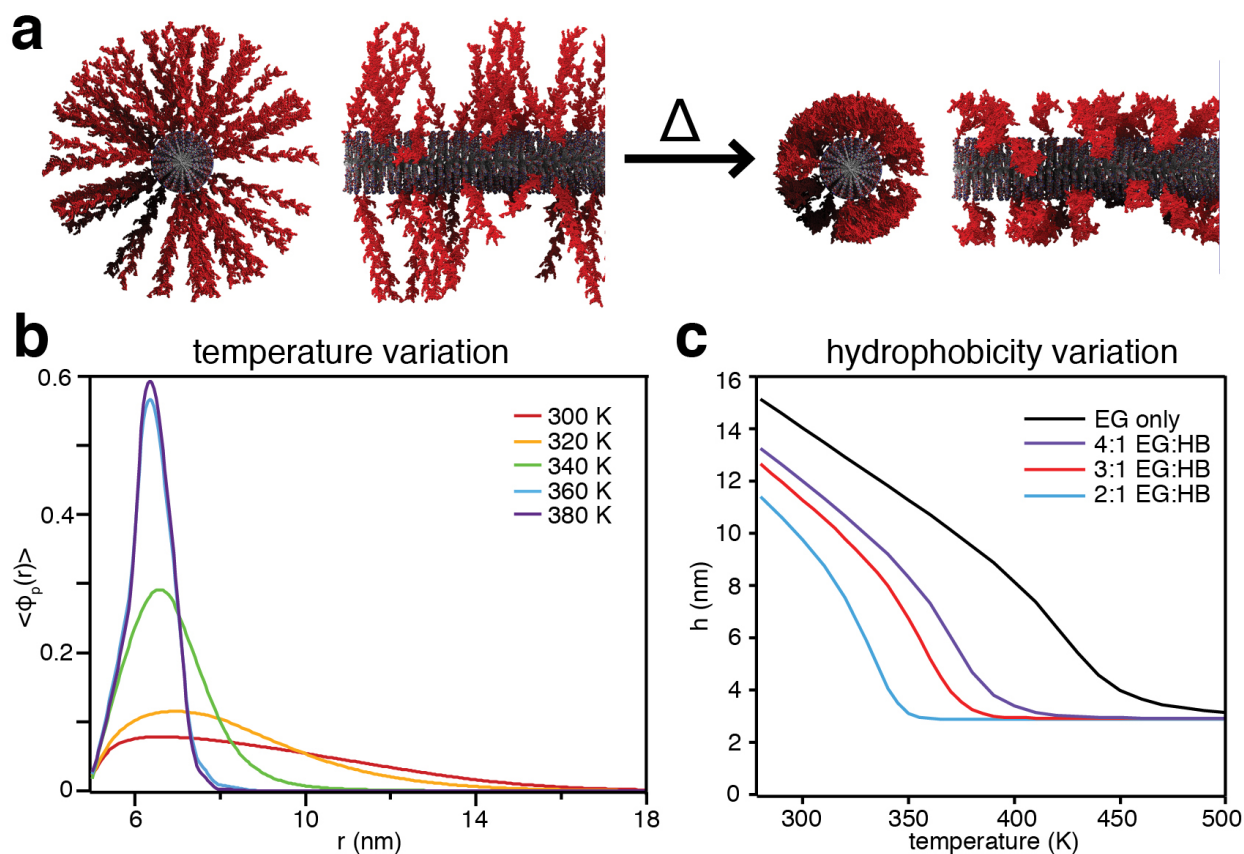 a
Δ
b
temperature variation
0.6
0.4
0.2
0
<ϕp(r)>
300 K
320 K
340 K
360 K
380 K
6
10
14
18
r (nm)
c
hydrophobicity variation
16
14
12
10
8
6
4
2
0
h (nm)
EG only
4:1 EG:HB
3:1 EG:HB
2:1 EG:HB
300
350
400
450
500
temperature (K)